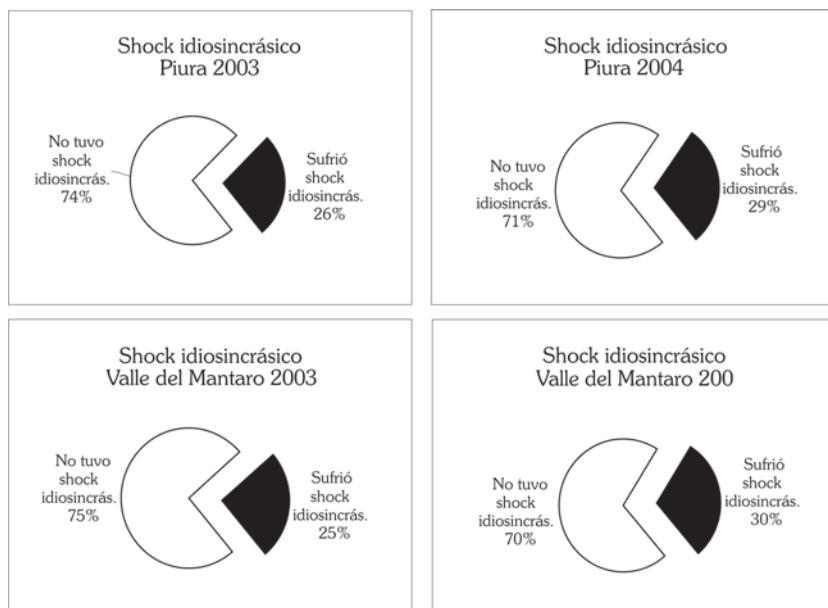 Shock idiosincrásico
Piura 2003
No tuvo
shock
idiosincrás.
74%
Sufrió
shock
idiosincrás.
26%
Shock idiosincrásico
Piura 2004
No tuvo
shock
idiosincrás.
71%
Sufrió
shock
idiosincrás.
29%
Shock idiosincrásico
Valle del Mantaro 2003
No tuvo
shock
idiosincrás.
75%
Sufrió
shock
idiosincrás.
25%
Shock idiosincrásico
Valle del Mantaro 200
No tuvo
shock
idiosincrás.
70%
Sufrió
shock
idiosincrás.
30%